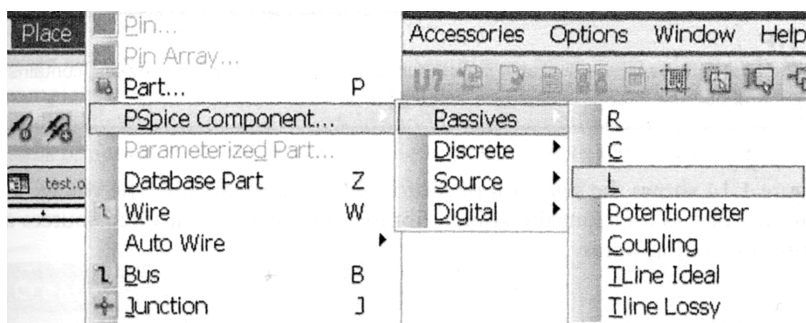 Place
Pin...
Pin Array...
Part... P
PSpice Component...
Parameterized Part...
Database Part Z
Wire W
Auto Wire
Bus B
Junction J
Passives
Discrete
Source
Digital
Accessories Options Window Help
U?
R
C
L
Potentiometer
Coupling
TLine Ideal
Tline Lossy
test.o